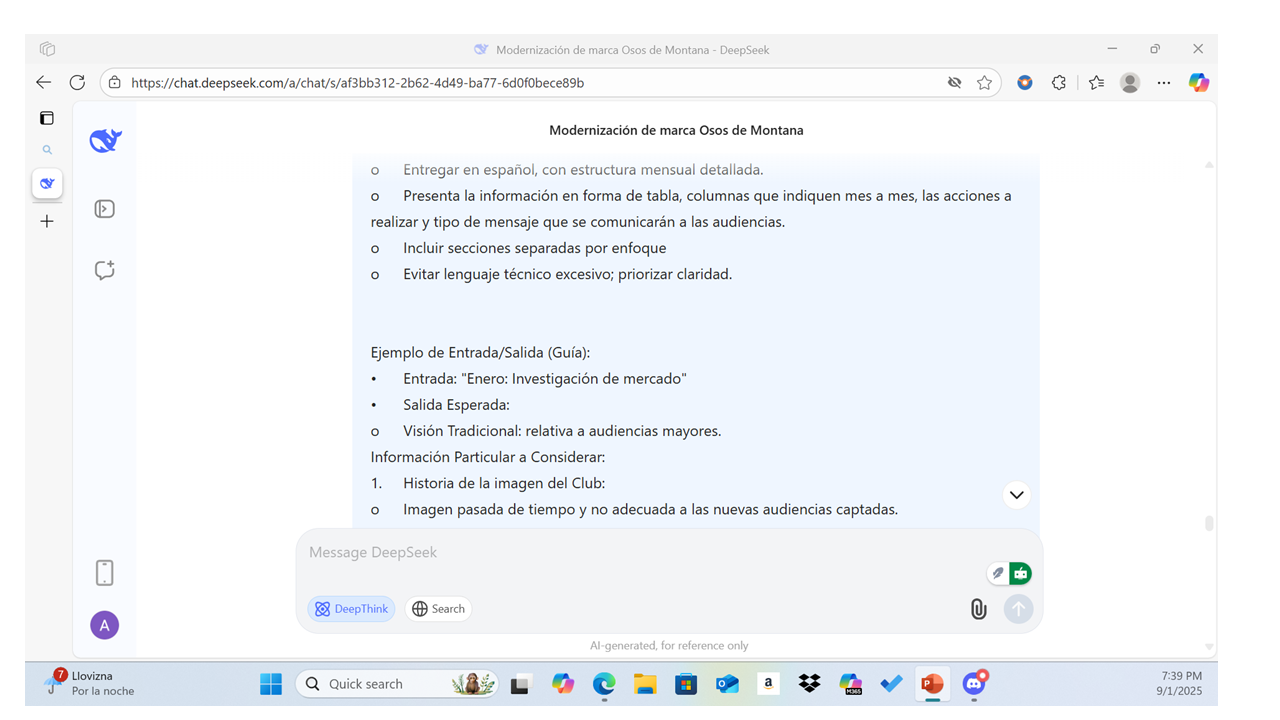 Modernización de marca Osos de Montana - DeepSeek
https://chat.deepseek.com/a/chat/s/af3bb312-2b62-4d49-ba77-6d0f0bece89b
Modernización de marca Osos de Montana
o Entregar en español, con estructura mensual detallada.
o Presenta la información en forma de tabla, columnas que indiquen mes a mes, las acciones a
realizar y tipo de mensaje que se comunicarán a las audiencias.
o Incluir secciones separadas por enfoque
o Evitar lenguaje técnico excesivo; priorizar claridad.
Ejemplo de Entrada/Salida (Guía):
• Entrada: "Enero: Investigación de mercado"
• Salida Esperada:
o Visión Tradicional: relativa a audiencias mayores.
Información Particular a Considerar:
1. Historia de la imagen del Club:
o Imagen pasada de tiempo y no adecuada a las nuevas audiencias captadas.
Message DeepSeek
DeepThink
Search
A
AI-generated, for reference only
7
Llovizna
Por la noche
Quick search
a
M365
P
7:39 PM
9/1/2025